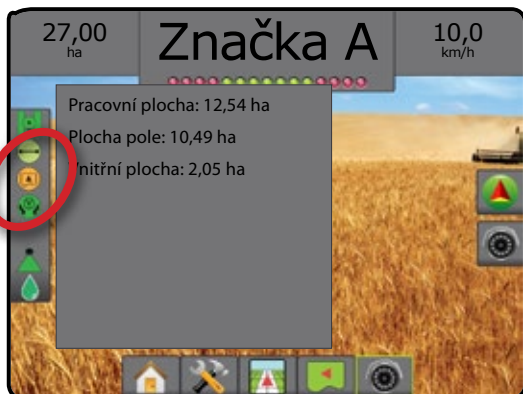 27,00
ha
Značka A
10,0
km/h
Pracovní plocha: 12,54 ha
Plocha pole: 10,49 ha
nitřní plocha: 2,05 ha